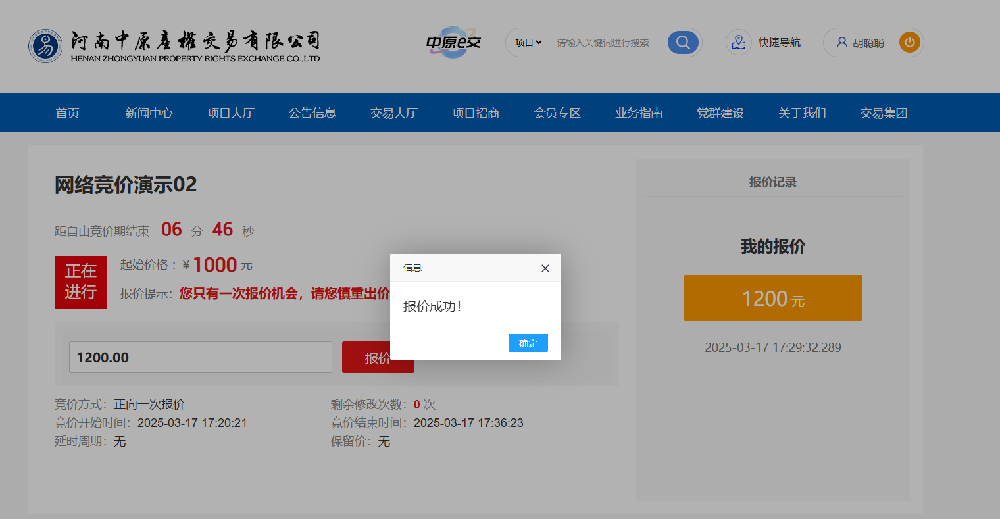 河南中原產權交易有限公司
HENAN ZHONGYUAN PROPERTY RIGHTS EXCHANGE CO.,LTD
中原e交
项目
请输入关键词进行搜索
快捷导航
胡聪聪
首页 新闻中心 项目大厅 公告信息 交易大厅 项目招商 会员专区 业务指南 党群建设 关于我们 交易集团
网络竞价演示02
距自由竞价期结束 06 分 46 秒
正在
进行
起始价格：¥ 1000 元
报价提示：您只有一次报价机会，请您慎重出价
1200.00
报价
竞价方式：正向一次报价
剩余修改次数：0 次
竞价开始时间：2025-03-17 17:20:21
竞价结束时间：2025-03-17 17:36:23
延时周期：无
保留价：无
信息
报价成功！
确定
报价记录
我的报价
1200 元
2025-03-17 17:29:32.289